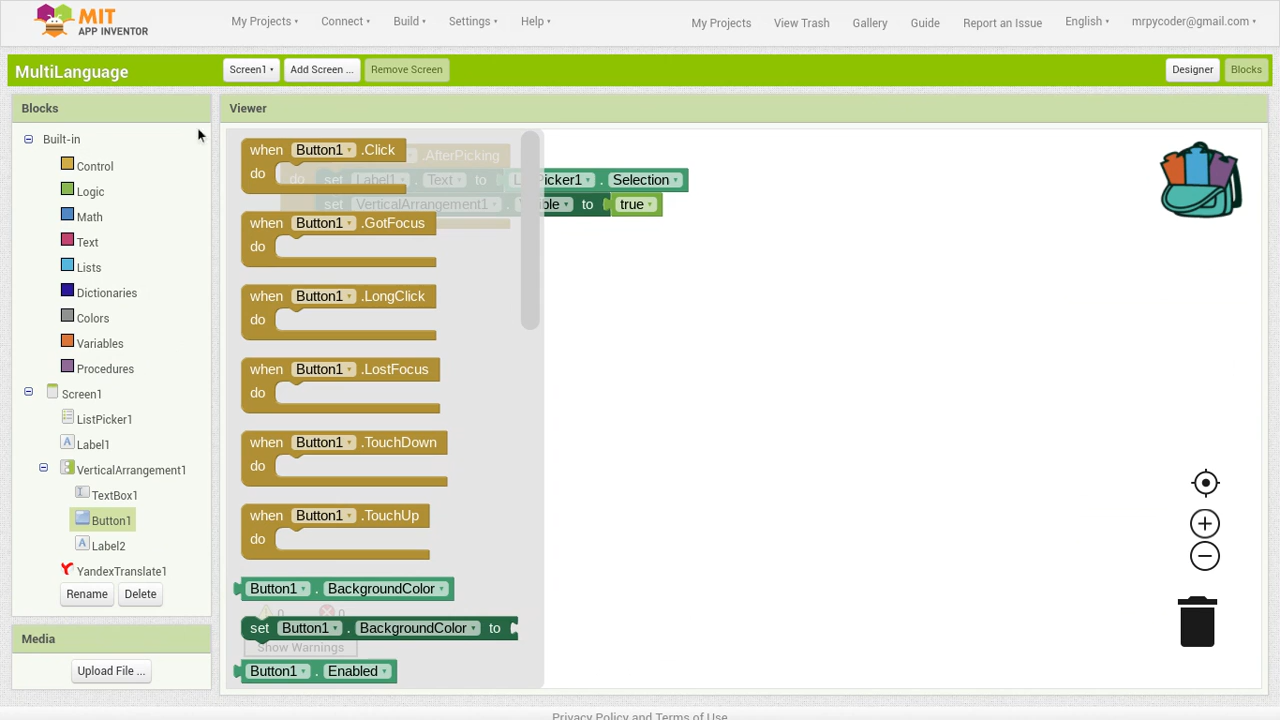 MIT
APP INVENTOR
My Projects Connect Build Settings Help My Projects View Trash Gallery Guide Report an Issue English mrpycoder@gmail.com
MultiLanguage Screen1 Add Screen ... Remove Screen Designer Blocks
Blocks
Built-in
Control
Logic
Math
Text
Lists
Dictionaries
Colors
Variables
Procedures
Screen1
ListPicker1
Label1
VerticalArrangement1
TextBox1
Button1
Label2
YandexTranslate1
Rename Delete
Media
Upload File ...
Viewer
when Button1 .Click
do
when Button1 .GotFocus
do
when Button1 .LongClick
do
when Button1 .LostFocus
do
when Button1 .TouchDown
do
when Button1 .TouchUp
do
Button1 . BackgroundColor
set Button1 . BackgroundColor to
Button1 . Enabled
.AfterPicking
do set Label1 . Text to Picker1 . Selection
set VerticalArrangement1 . to true
0 0
Show Warnings
Privacy Policy and Terms of Use